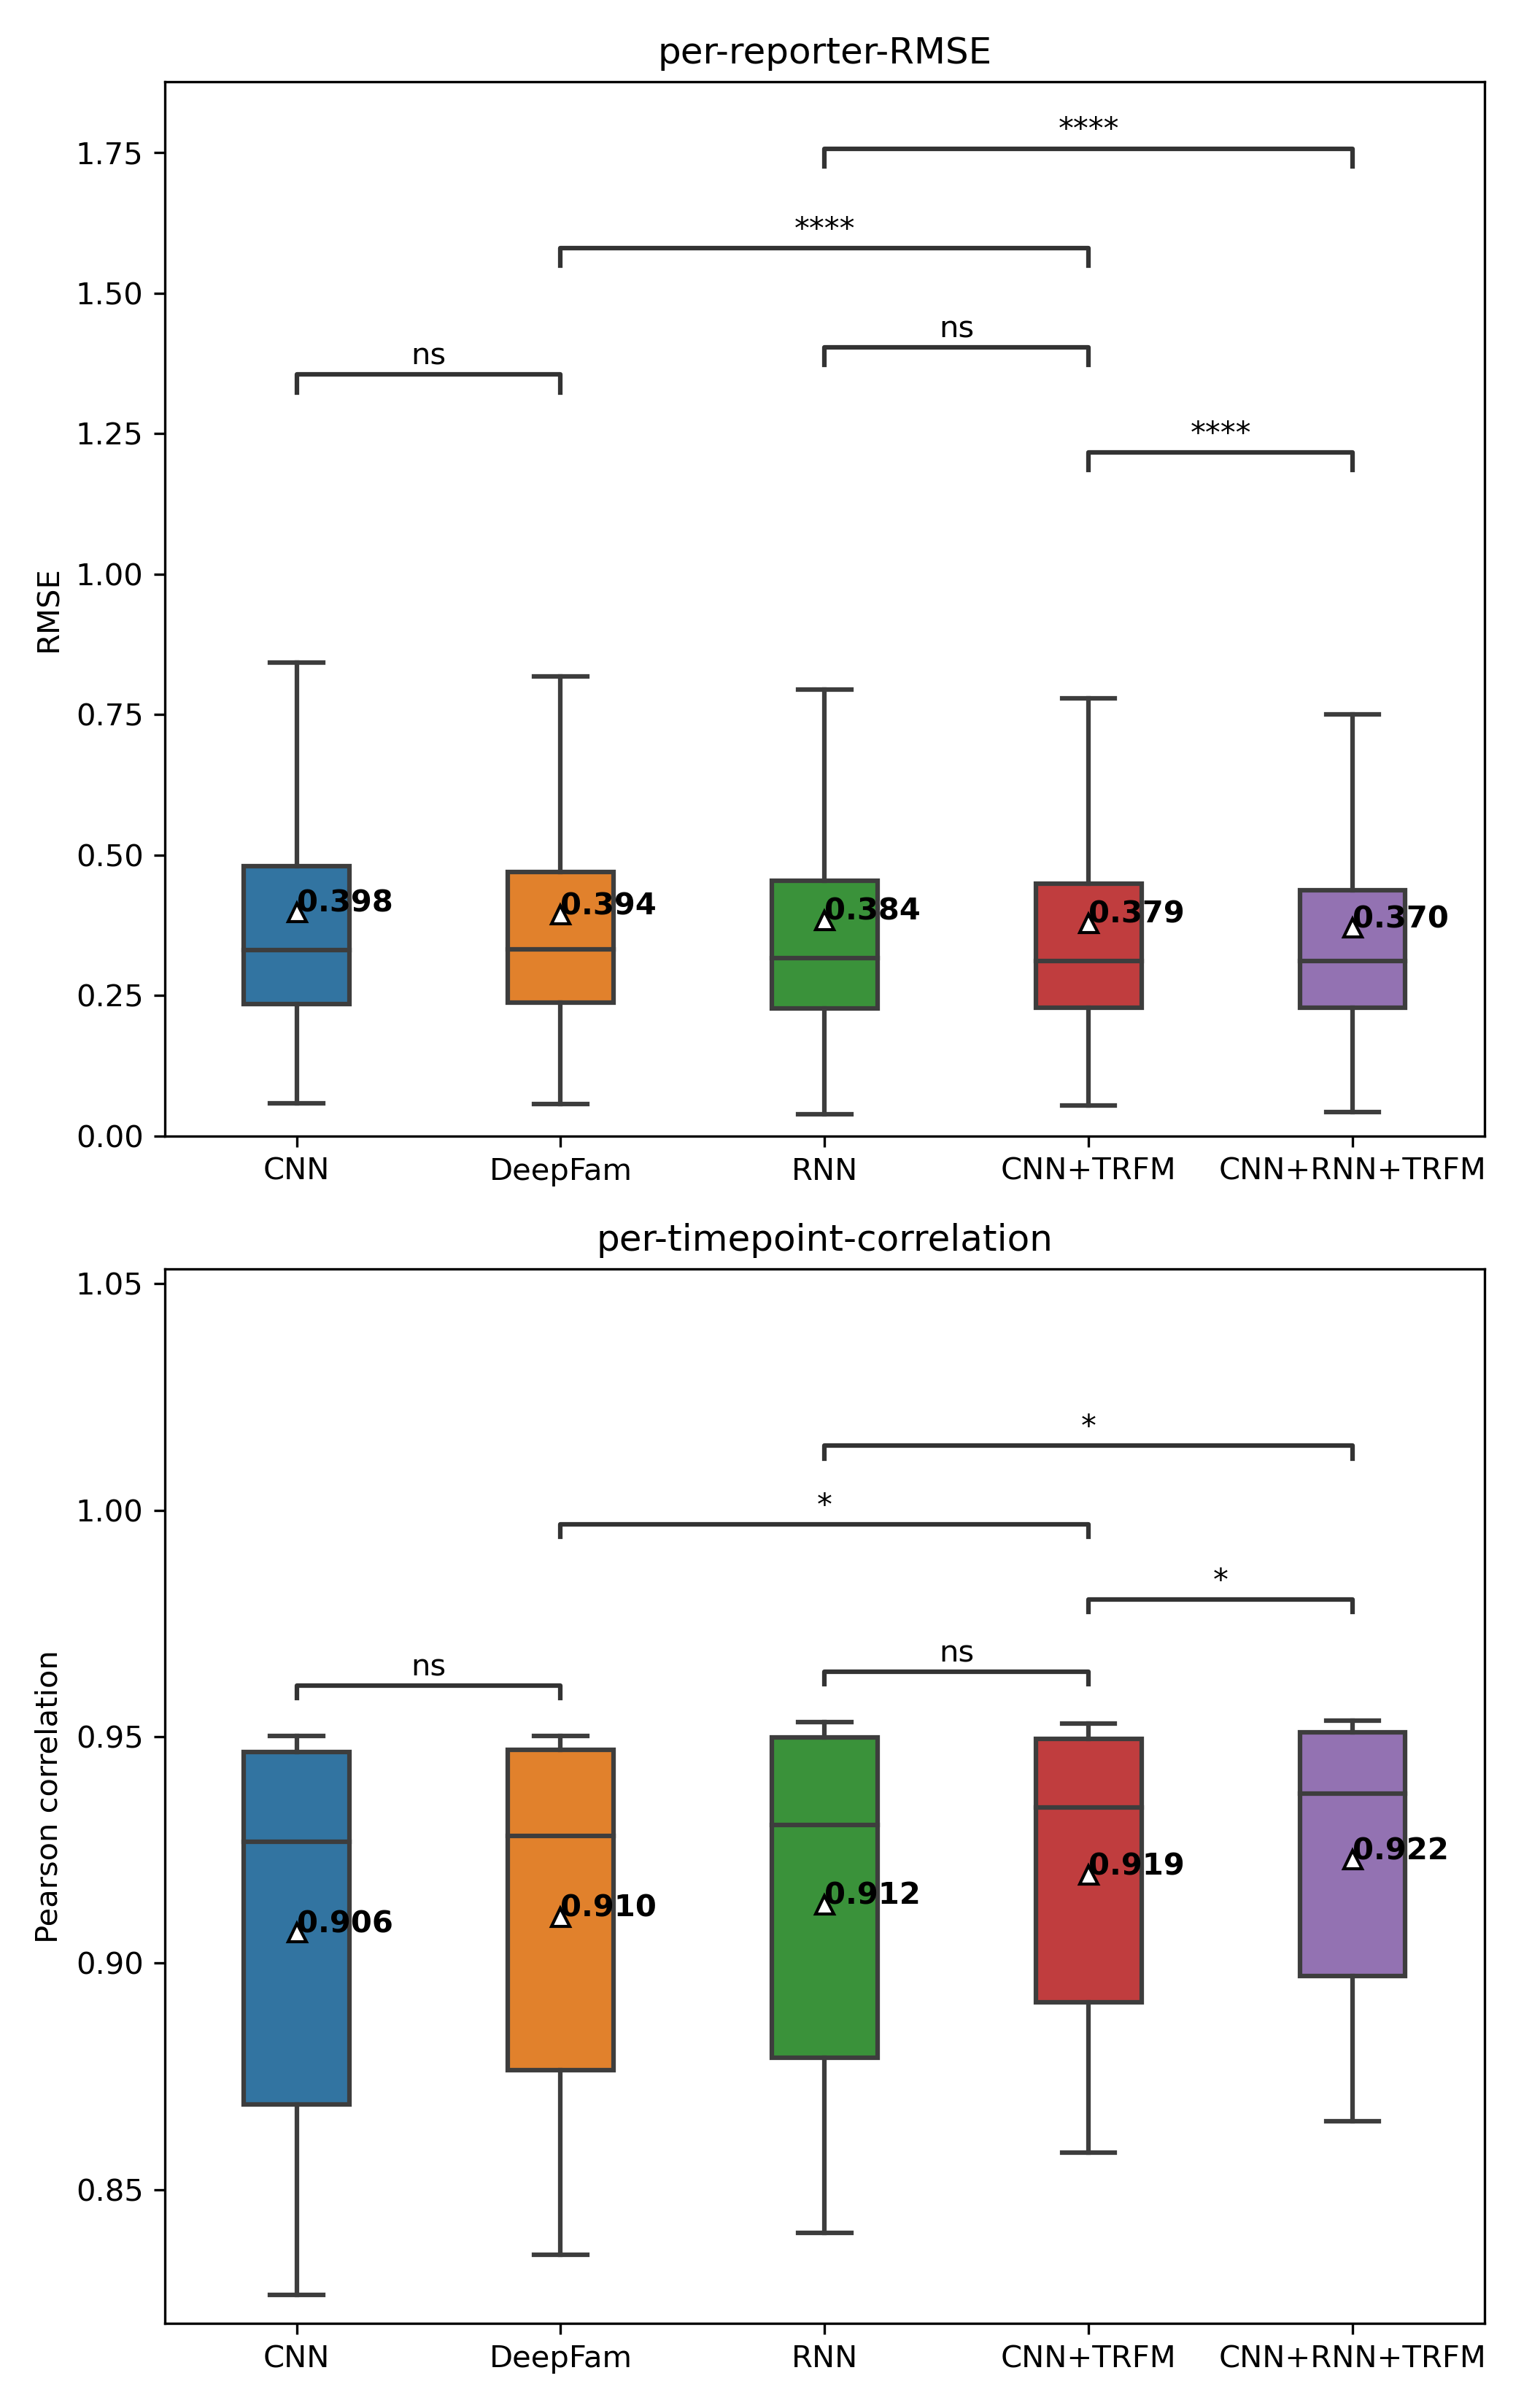 per-reporter-RMSE
****
1.75
****
1.50
ns
ns
1.25
****
1.00
RMSE
0.75
0.50
0.398
0.394
0.384
0.379
0.370
0.25
0.00
CNN
DeepFam
RNN
CNN+TRFM
CNN+RNN+TRFM
per-timepoint-correlation
1.05
*
1.00
*
*
ns
ns
0.95
Pearson correlation
0.906
0.910
0.912
0.919
0.922
0.90
0.85
CNN
DeepFam
RNN
CNN+TRFM
CNN+RNN+TRFM